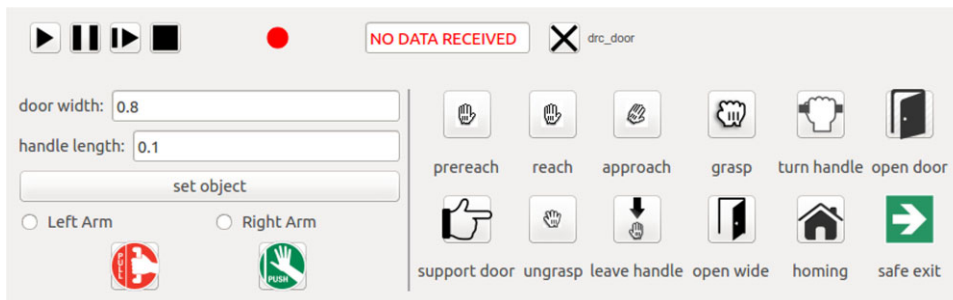 NO DATA RECEIVED
drc_door
door width: 0.8
handle length: 0.1
set object
Left Arm
Right Arm
PULL
PUSH
prereach reach approach grasp turn handle open door
support door ungrasp leave handle open wide homing safe exit